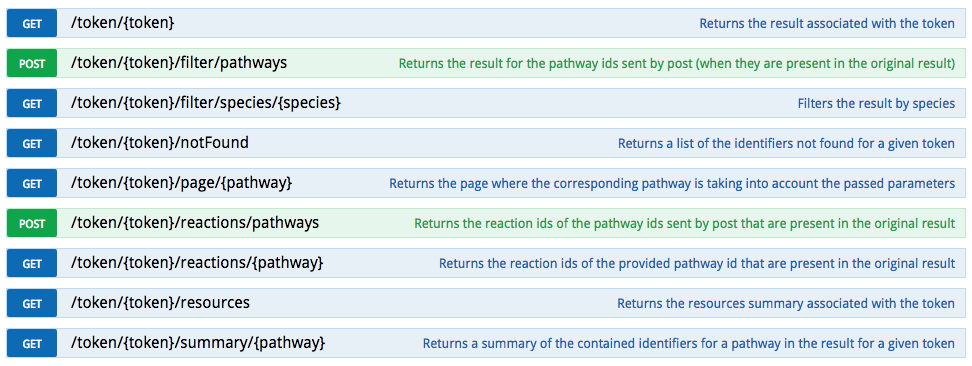 GET /token/{token} Returns the result associated with the token
POST /token/{token}/filter/pathways Returns the result for the pathway ids sent by post (when they are present in the original result)
GET /token/{token}/filter/species/{species} Filters the result by species
GET /token/{token}/notFound Returns a list of the identifiers not found for a given token
GET /token/{token}/page/{pathway} Returns the page where the corresponding pathway is taking into account the passed parameters
POST /token/{token}/reactions/pathways Returns the reaction ids of the pathway ids sent by post that are present in the original result
GET /token/{token}/reactions/{pathway} Returns the reaction ids of the provided pathway id that are present in the original result
GET /token/{token}/resources Returns the resources summary associated with the token
GET /token/{token}/summary/{pathway} Returns a summary of the contained identifiers for a pathway in the result for a given token